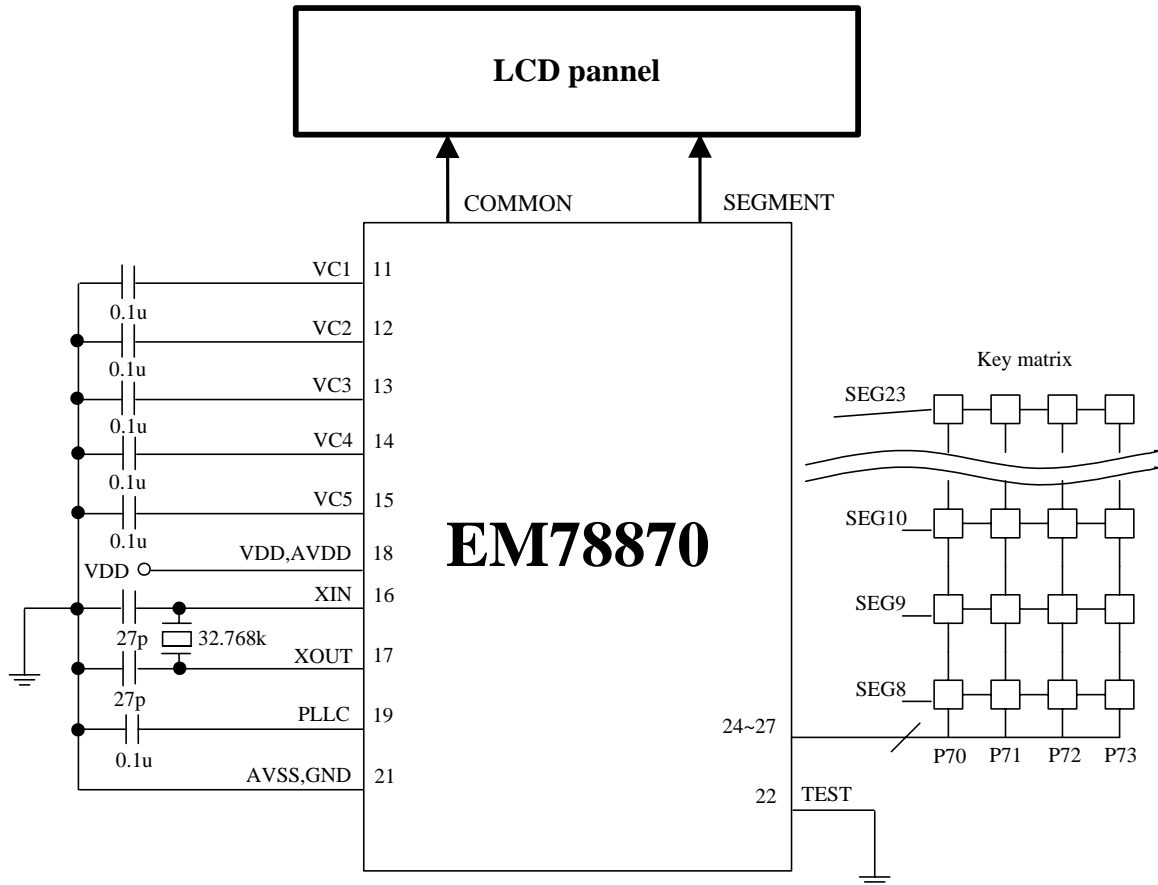 LCD pannel
COMMON SEGMENT
VC1 11
0.1u
VC2 12
0.1u
VC3 13
0.1u
VC4 14
0.1u
VC5 15
0.1u
VDD,AVDD 18
VDD
XIN 16
27p 32.768k
XOUT 17
27p
PLLC 19
0.1u
AVSS,GND 21
EM78870
24~27
22 TEST
Key matrix
SEG23
SEG10
SEG9
SEG8
P70 P71 P72 P73